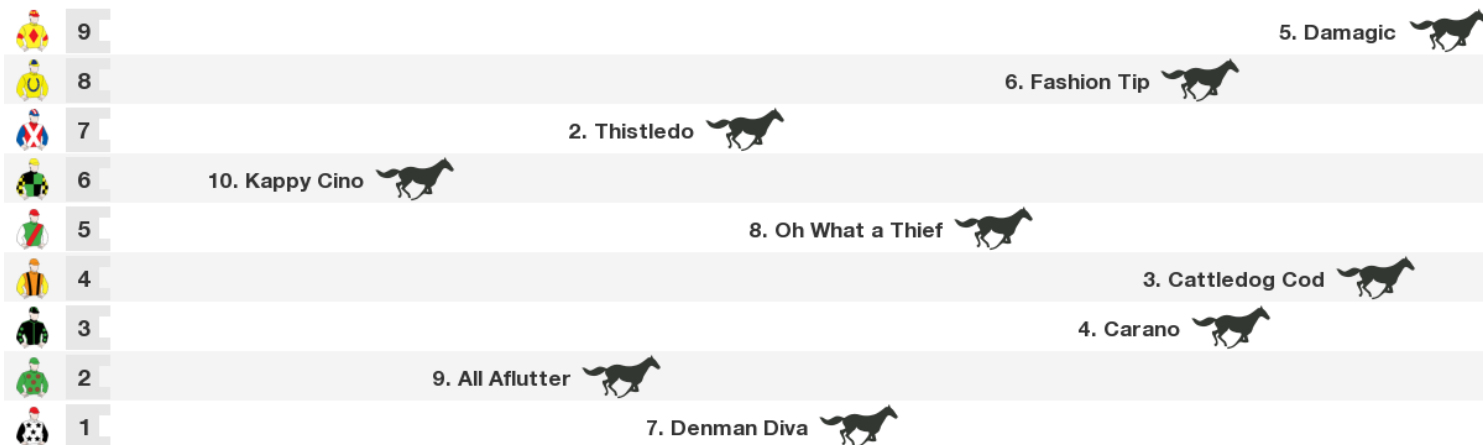 9 5. Damagic
8 6. Fashion Tip
7 2. Thistledo
6 10. Kappy Cino
5 8. Oh What a Thief
4 3. Cattledog Cod
3 4. Carano
2 9. All Aflutter
1 7. Denman Diva